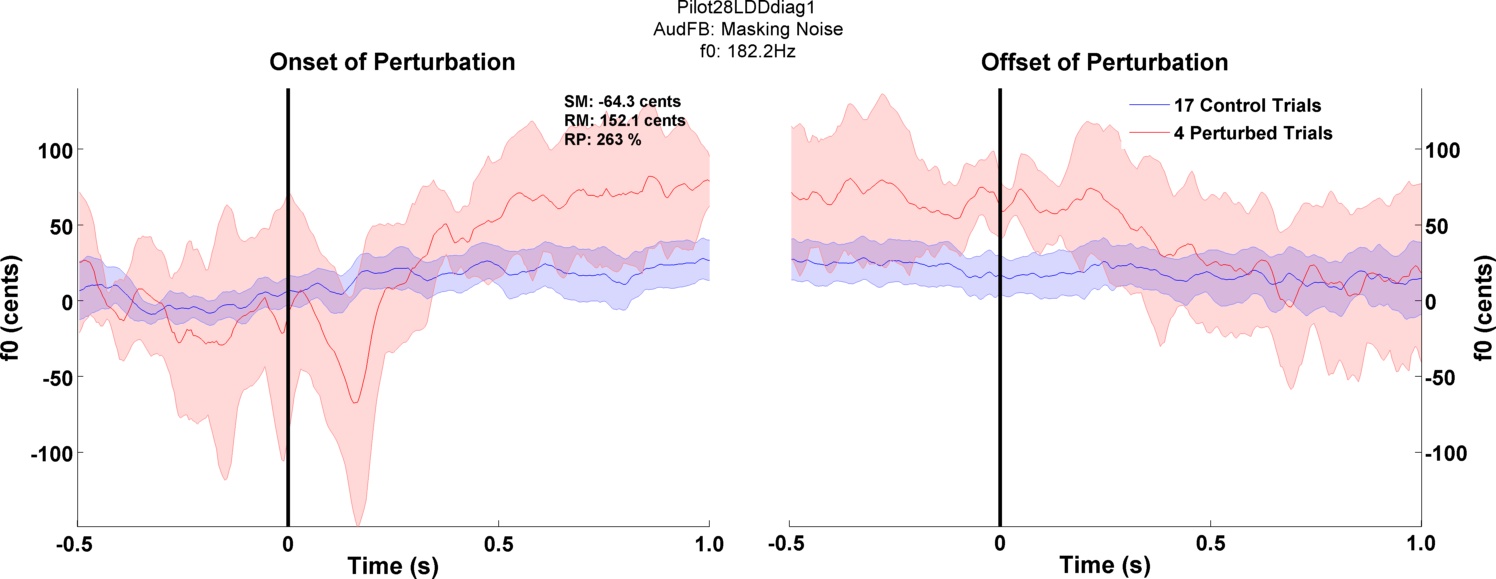 Pilot28LDDdiag1
AudFB: Masking Noise
f0: 182.2Hz
Onset of Perturbation
SM: -64.3 cents
RM: 152.1 cents
RP: 263 %
f0 (cents)
100
50
0
-50
-100
-0.5
0
0.5
1.0
Time (s)
Offset of Perturbation
17 Control Trials
4 Perturbed Trials
100
50
0
-50
-100
f0 (cents)
-0.5
0
0.5
1.0
Time (s)